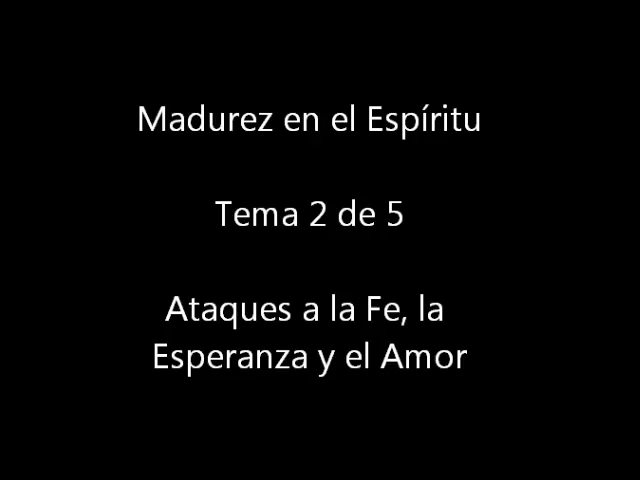 Madurez en el Espíritu
Tema 2 de 5
Ataques a la Fe, la
Esperanza y el Amor